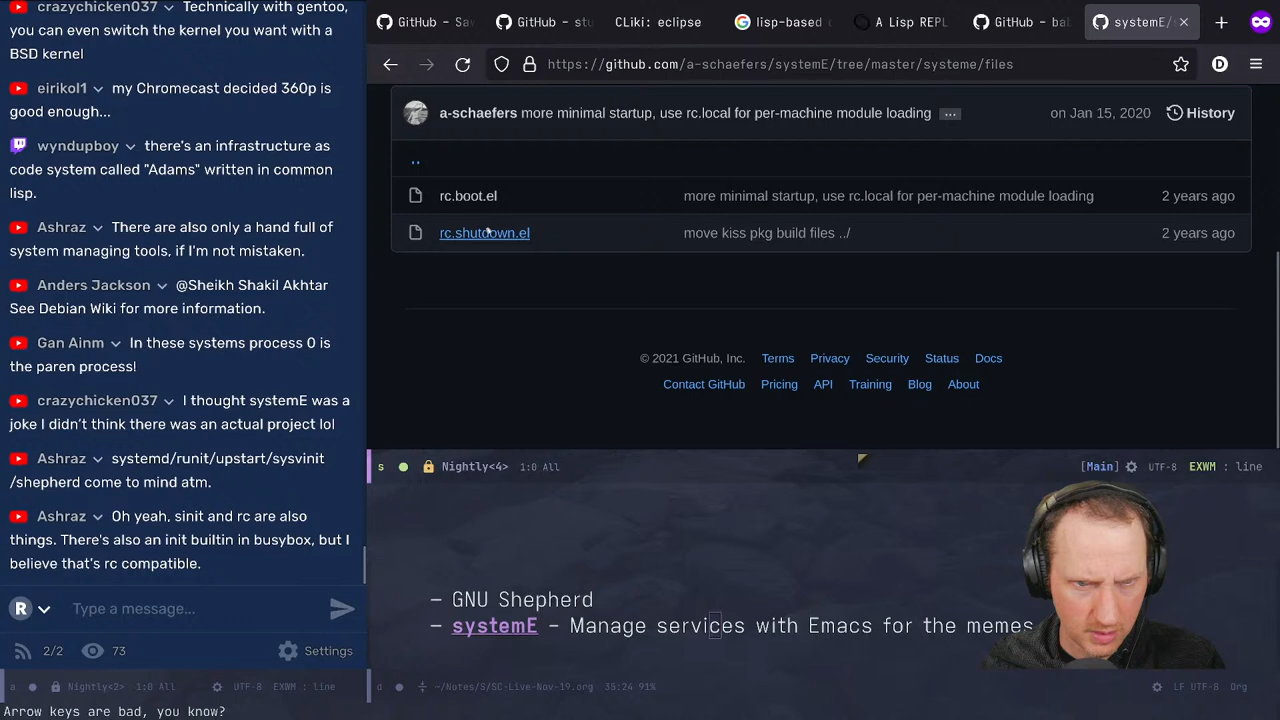 crazychicken037 Technically with gentoo,
you can even switch the kernel you want with a
BSD kernel
eirikol1 my Chromecast decided 360p is
good enough...
wyndupboy there's an infrastructure as
code system called "Adams" written in common
lisp.
Ashraz There are also only a hand full of
system managing tools, if I'm not mistaken.
Anders Jackson @Sheikh Shakil Akhtar
See Debian Wiki for more information.
Gan Ainm In these systems process 0 is
the paren process!
crazychicken037 I thought systemE was a
joke I didn't think there was an actual project lol
Ashraz systemd/runit/upstart/sysvinit
/shepherd come to mind atm.
Ashraz Oh yeah, sinit and rc are also
things. There's also an init builtin in busybox, but I
believe that's rc compatible.
R Type a message...
2/2 73 Settings
a Nightly<2> 1:0 All UTF-8 EXWM : line
Arrow keys are bad, you know?
GitHub - Sav GitHub - st CLiki: eclipse lisp-based A Lisp REPL GitHub - ba systemE/
https://github.com/a-schaefers/systemE/tree/master/systeme/files D
a-schaefers more minimal startup, use rc.local for per-machine module loading ... on Jan 15, 2020 History
..
rc.boot.el more minimal startup, use rc.local for per-machine module loading 2 years ago
rc.shutdown.el move kiss pkg build files ../ 2 years ago
© 2021 GitHub, Inc. Terms Privacy Security Status Docs
Contact GitHub Pricing API Training Blog About
s Nightly<4> 1:0 All [Main] UTF-8 EXWM : line
– GNU Shepherd
– systemE – Manage services with Emacs for the memes
d ~/Notes/S/SC-Live-Nov-19.org 35:24 91% LF UTF-8 Org